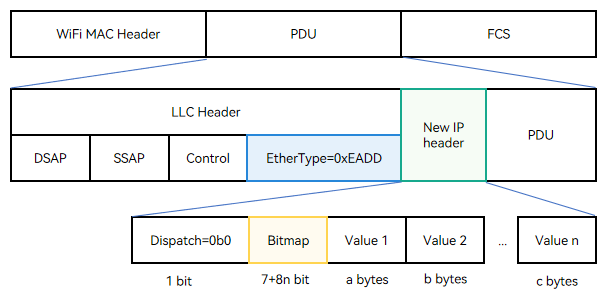 WiFi MAC Header PDU FCS
LLC Header
New IP
header
PDU
DSAP SSAP Control EtherType=0xEADD
Dispatch=0b0 Bitmap Value 1 Value 2 ... Value n
1 bit 7+8n bit a bytes b bytes c bytes